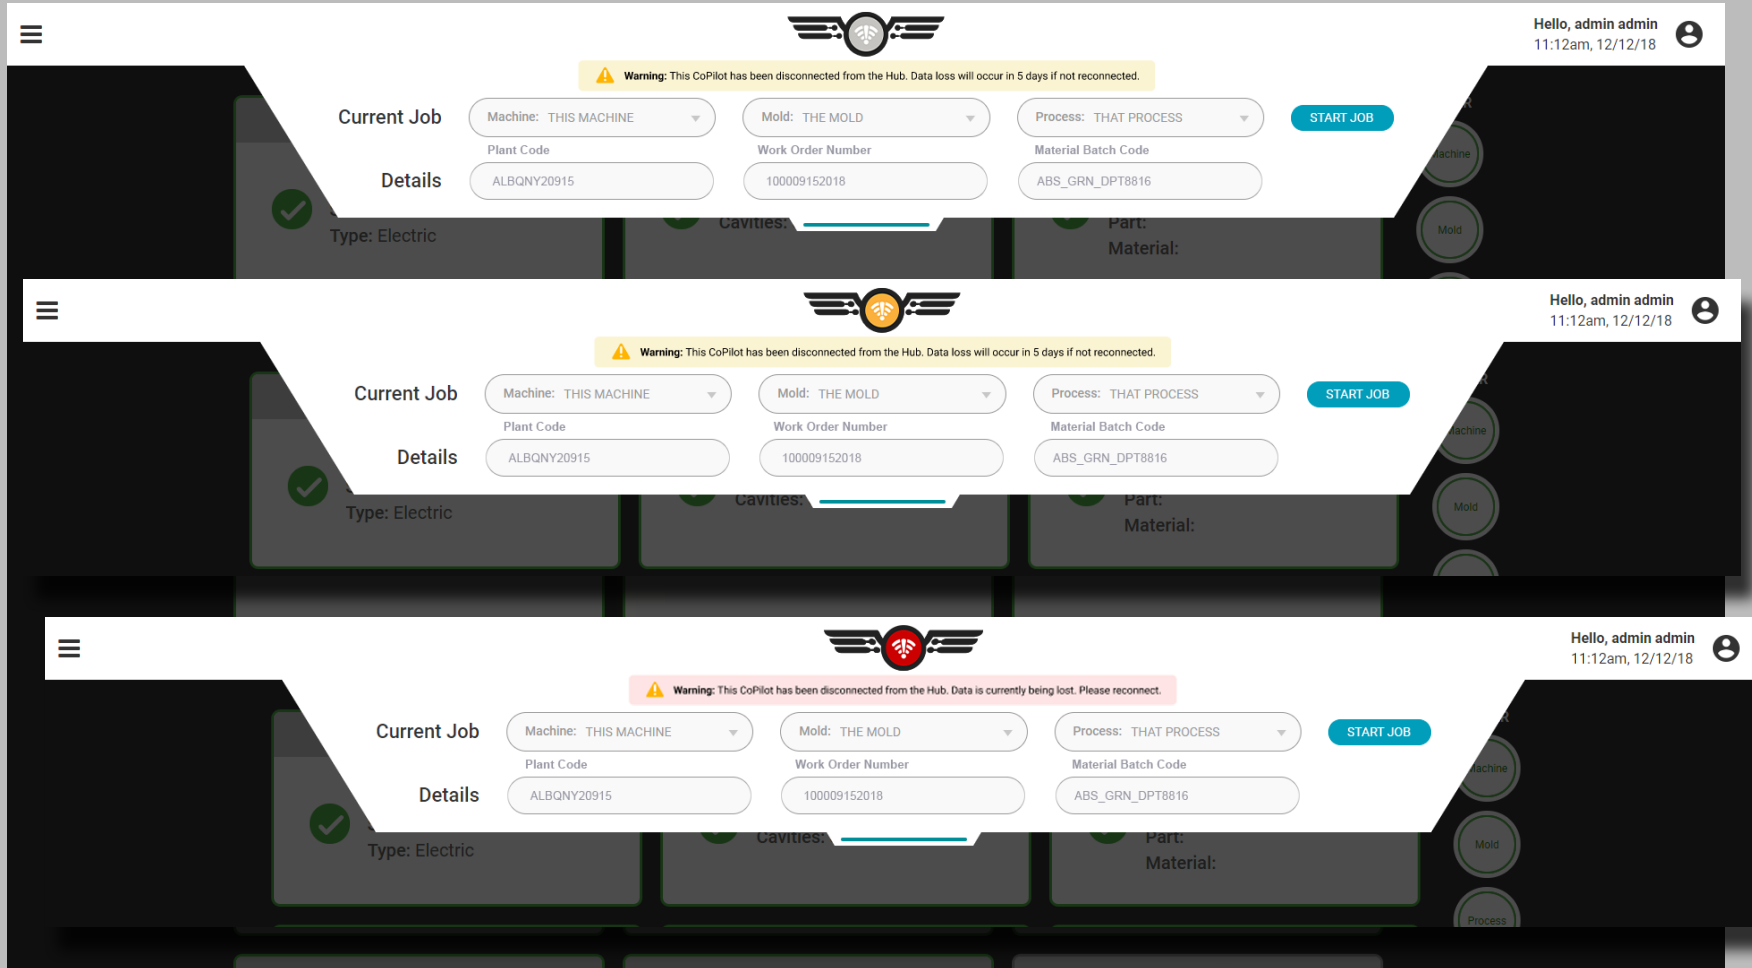 Hello, admin admin
11:12am, 12/12/18
Warning: This CoPilot has been disconnected from the Hub. Data loss will occur in 5 days if not reconnected.
Current Job
Machine: THIS MACHINE
Mold: THE MOLD
Process: THAT PROCESS
START JOB
R
Plant Code
Work Order Number
Material Batch Code
Machine
Details
ALBQNY20915
100009152018
ABS_GRN_DPT8816
Cavities:
Part:
Type: Electric
Material:
Mold
Hello, admin admin
11:12am, 12/12/18
Warning: This CoPilot has been disconnected from the Hub. Data loss will occur in 5 days if not reconnected.
Current Job
Machine: THIS MACHINE
Mold: THE MOLD
Process: THAT PROCESS
START JOB
R
Plant Code
Work Order Number
Material Batch Code
Machine
Details
ALBQNY20915
100009152018
ABS_GRN_DPT8816
Cavities:
Part:
Type: Electric
Material:
Mold
Hello, admin admin
11:12am, 12/12/18
Warning: This CoPilot has been disconnected from the Hub. Data is currently being lost. Please reconnect.
Current Job
Machine: THIS MACHINE
Mold: THE MOLD
Process: THAT PROCESS
START JOB
R
Plant Code
Work Order Number
Material Batch Code
Machine
Details
ALBQNY20915
100009152018
ABS_GRN_DPT8816
Cavities:
Part:
Type: Electric
Material:
Mold
Process